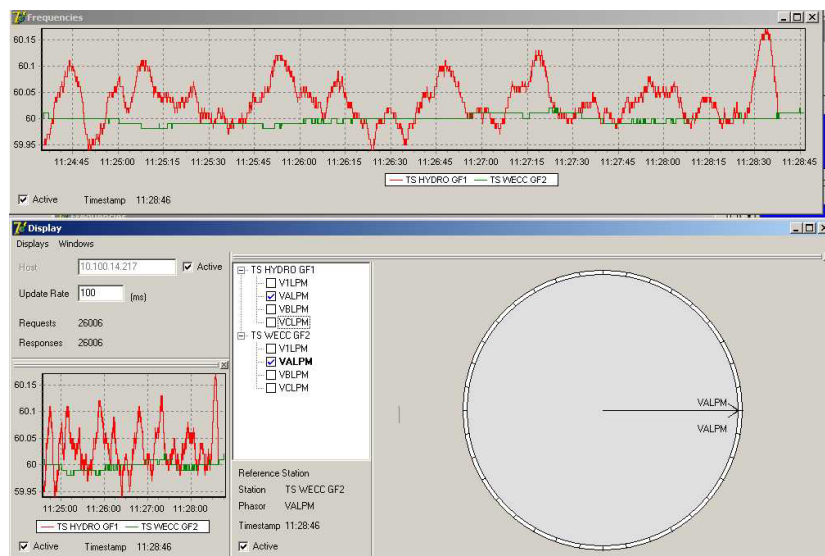 Frequencies
60.15
60.1
60.05
60
59.95
11:24:45 11:25:00 11:25:15 11:25:30 11:25:45 11:26:00 11:26:15 11:26:30 11:26:45 11:27:00 11:27:15 11:27:30 11:27:45 11:28:00 11:28:15 11:28:30 11:28:45
TS HYDRO GF1 TS WECC GF2
Active Timestamp 11:28:46
Display
Displays Windows
Host 10.100.14.217 Active
Update Rate 100 (ms)
Requests 26006
Responses 26006
60.15
60.1
60.05
60
59.95
11:25:00 11:26:00 11:27:00 11:28:00
TS HYDRO GF1 TS WECC GF2
Active Timestamp 11:28:46
TS HYDRO GF1
V1LPM
VALPM
VBLPM
VCLPM
TS WECC GF2
V1LPM
VALPM
VBLPM
VCLPM
Reference Station
Station TS WECC GF2
Phasor VALPM
Timestamp 11:28:46
Active
VALPM
VALPM